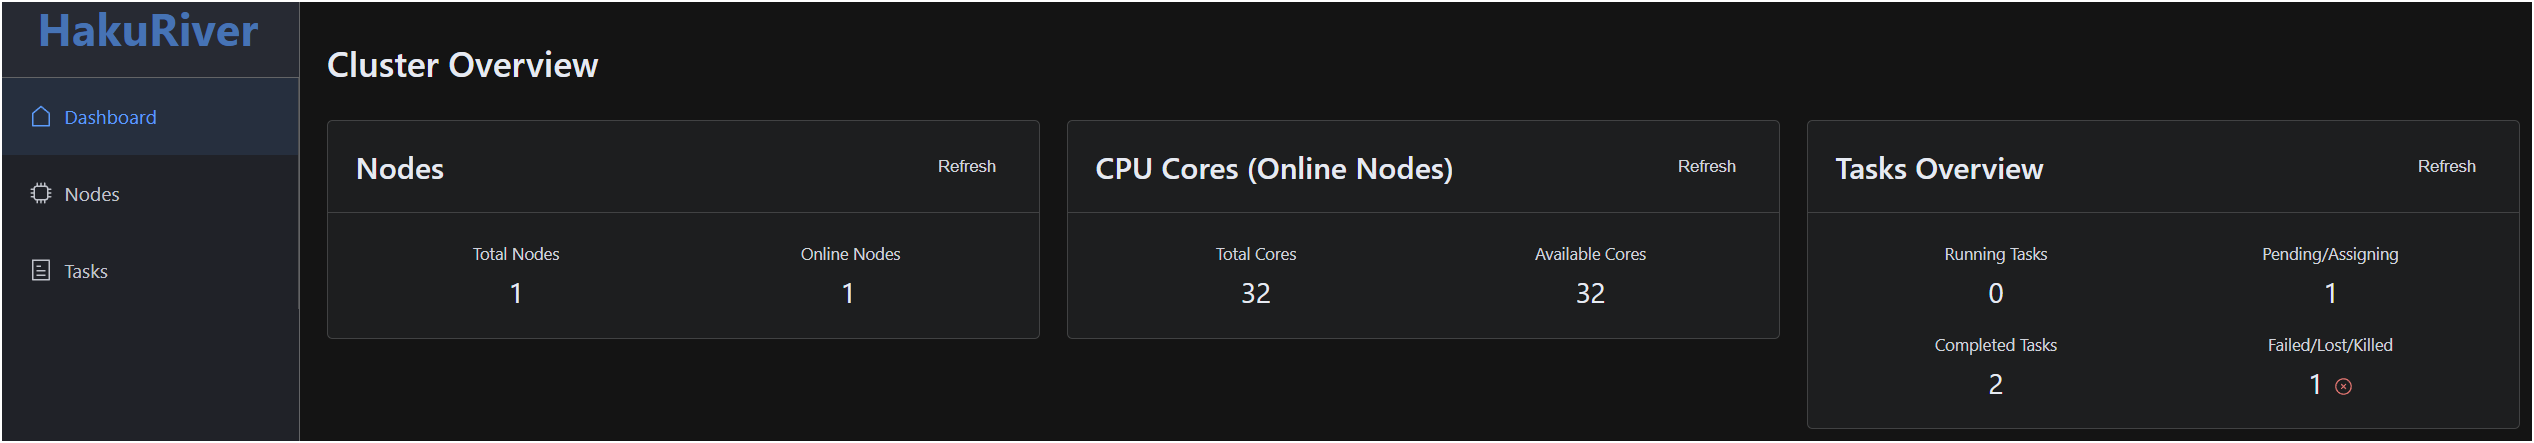 HakuRiver
Dashboard
Nodes
Tasks
Cluster Overview
Nodes Refresh
Total Nodes Online Nodes
1 1
CPU Cores (Online Nodes) Refresh
Total Cores Available Cores
32 32
Tasks Overview Refresh
Running Tasks Pending/Assigning
0 1
Completed Tasks Failed/Lost/Killed
2 1